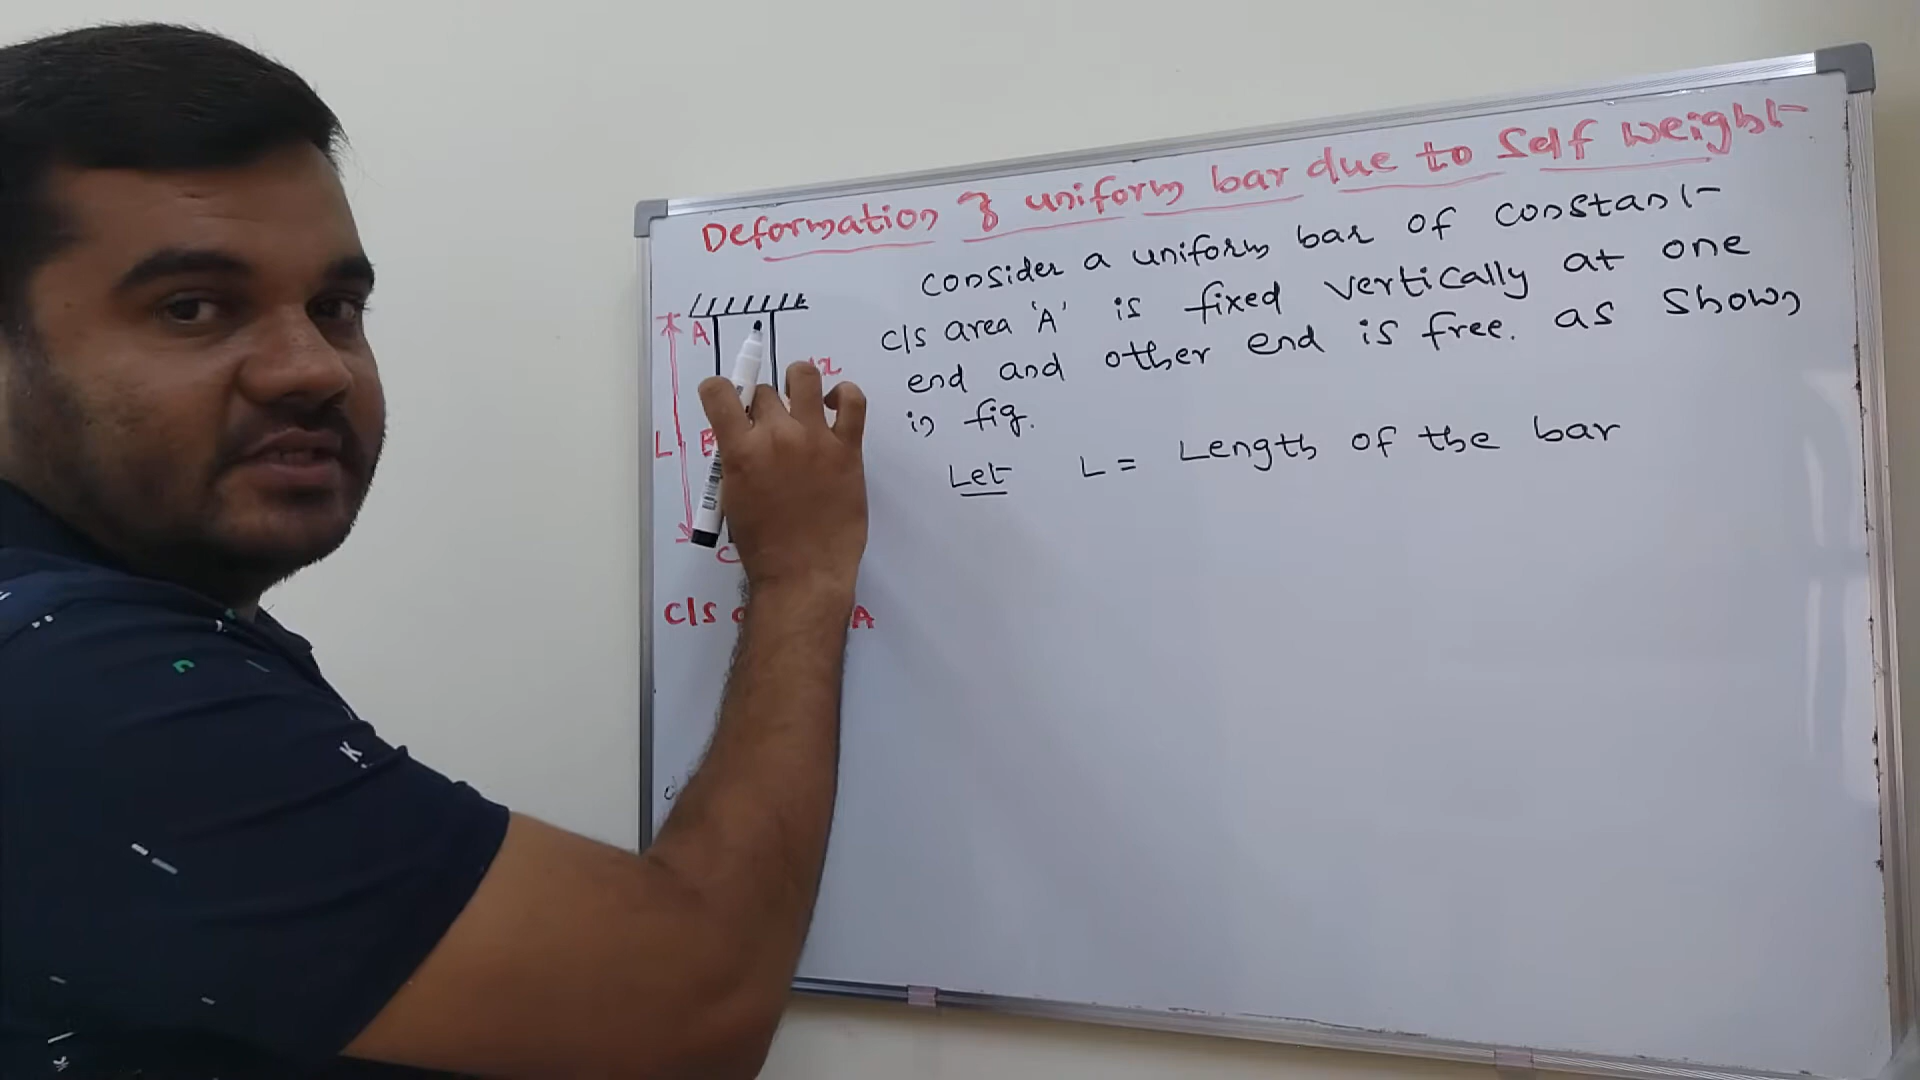 Deformation of uniform bar due to Self weight
Consider a uniform bar of constant
c/s area 'A' is fixed vertically at one
end and other end is free. as shown
in fig.
Let L = Length of the bar
A
x
L
B
C
C/S A
K
K